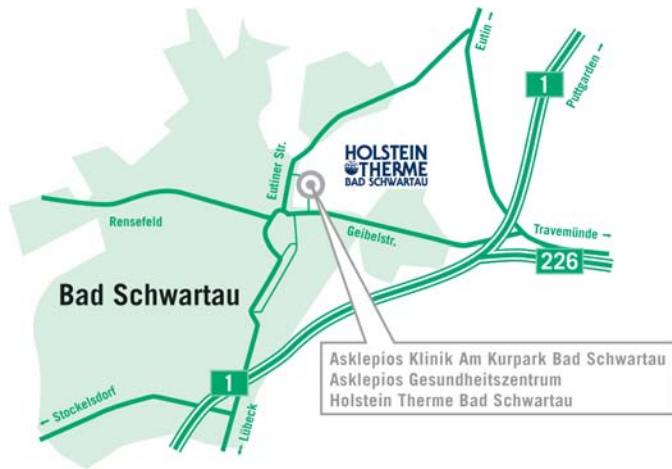 Eutin →
1
Puttgarden →
Eutiner Str.
HOLSTEIN
THERME
BAD SCHWARTAU
Rensefeld
Geibelstr.
Travemünde →
226
Bad Schwartau
Asklepios Klinik Am Kurpark Bad Schwartau
Asklepios Gesundheitszentrum
Holstein Therme Bad Schwartau
1
← Stockelsdorf
← Lübeck